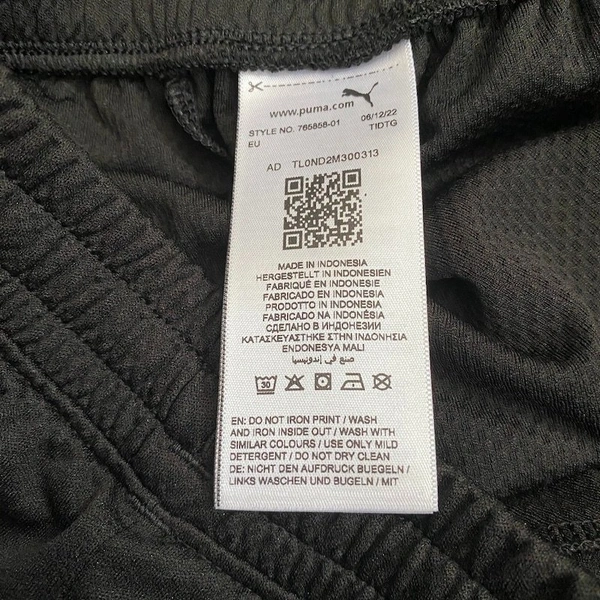 www.puma.com
STYLE NO. 765858-01 06/12/22
EU TIDTG
AD TL0ND2M300313
MADE IN INDONESIA
HERGESTELLT IN INDONESIEN
FABRIQUÉ EN INDONÉSIE
FABRICADO EN INDONESIA
PRODOTTO IN INDONESIA
FABRICADO NA INDONÉSIA
СДЕЛАНО В ИНДОНЕЗИИ
ΚΑΤΑΣΚΕΥΑΣΤΗΚΕ ΣΤΗΝ ΙΝΔΟΝΗΣΙΑ
ENDONESYA MALI
صنع في إندونيسيا
30
EN: DO NOT IRON PRINT / WASH
AND IRON INSIDE OUT / WASH WITH
SIMILAR COLOURS / USE ONLY MILD
DETERGENT / DO NOT DRY CLEAN
DE: NICHT DEN AUFDRUCK BUEGELN /
LINKS WASCHEN UND BUGELN / MIT